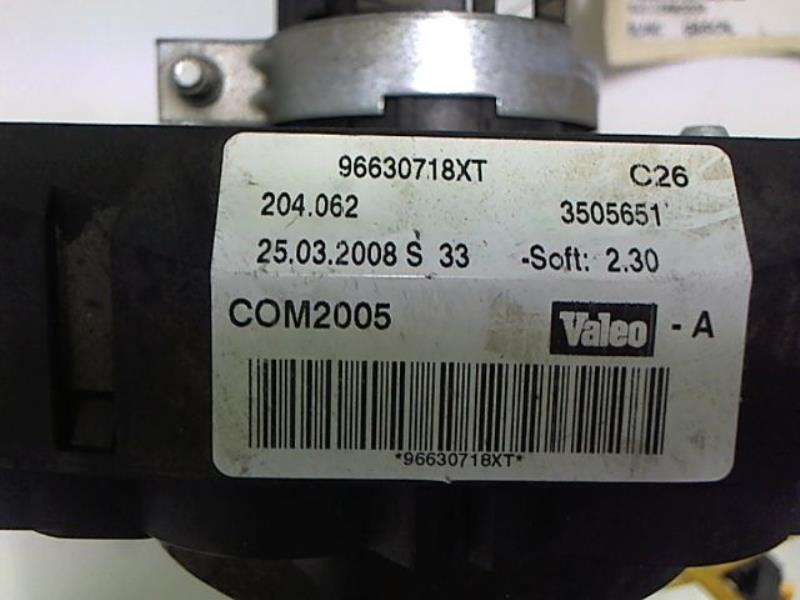 96630718XT C26
204.062 3505651
25.03.2008 S 33 -Soft: 2.30
COM2005 Valeo - A
*96630718XT*